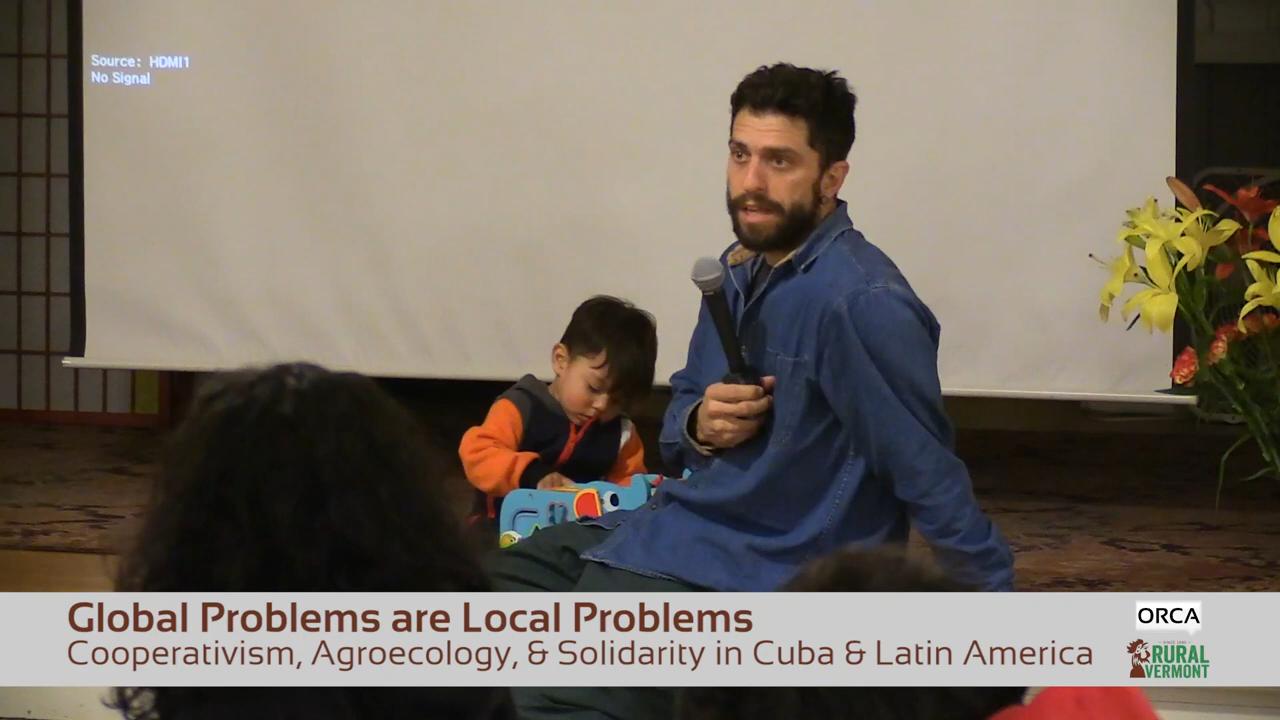 Source: HDMI1
No Signal
Global Problems are Local Problems
Cooperativism, Agroecology, & Solidarity in Cuba & Latin America
ORCA
RURAL
VERMONT